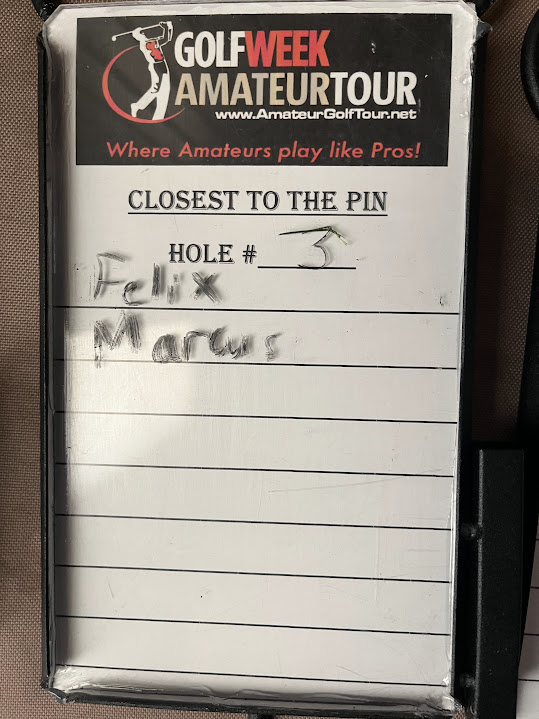 GOLFWEEK
AMATEURTOUR
www.AmateurGolfTour.net
Where Amateurs play like Pros!
CLOSEST TO THE PIN
HOLE # 3
Felix
Marcus